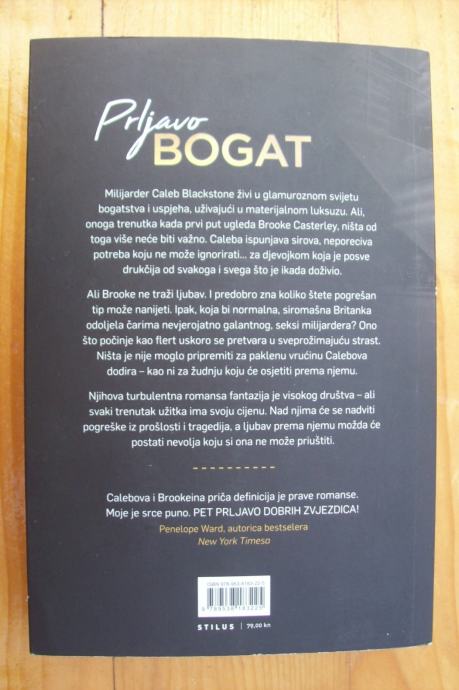 Prljavo
BOGAT
Milijarder Caleb Blackstone živi u glamuroznom svijetu
bogatstva i uspjeha, uživajući u materijalnom luksuzu. Ali,
onoga trenutka kada prvi put ugleda Brooke Casterley, ništa od
toga više neće biti važno. Caleba ispunjava sirova, neporeciva
potreba koju ne može ignorirati... za djevojkom koja je posve
drukčija od svakoga i svega što je ikada doživio.
Ali Brooke ne traži ljubav. I predobro zna koliko štete pogrešan
tip može nanijeti. Ipak, koja bi normalna, siromašna Britanka
odoljela čarima nevjerojatno galantnog, seksi milijardera? Ono
što počinje kao flert uskoro se pretvara u sveprožimajuću strast.
Ništa je nije moglo pripremiti za paklenu vrućinu Calebova
dodira – kao ni za žudnju koju će osjetiti prema njemu.
Njihova turbulentna romansa fantazija je visokog društva – ali
svaki trenutak užitka ima svoju cijenu. Nad njima će se nadviti
pogreške iz prošlosti i tragedija, a ljubav prema njemu možda će
postati nevolja koju si ona ne može priuštiti.
Calebova i Brookeina priča definicija je prave romanse.
Moje je srce puno. PET PRLJAVO DOBRIH ZVJEZDICA!
Penelope Ward, autorica bestselera
New York Timesa
STILUS | 79,00 kn